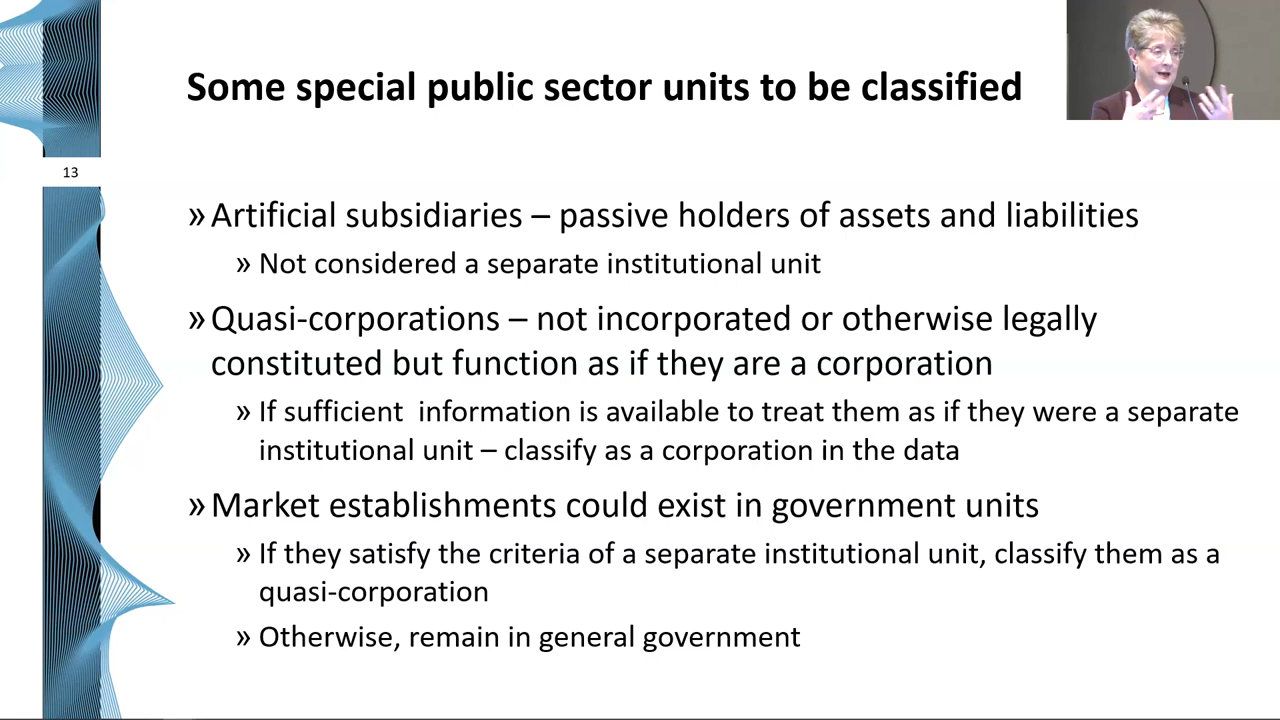 Some special public sector units to be classified
13
» Artificial subsidiaries – passive holders of assets and liabilities
» Not considered a separate institutional unit
» Quasi-corporations – not incorporated or otherwise legally
constituted but function as if they are a corporation
» If sufficient  information is available to treat them as if they were a separate
institutional unit – classify as a corporation in the data
» Market establishments could exist in government units
» If they satisfy the criteria of a separate institutional unit, classify them as a
quasi-corporation
» Otherwise, remain in general government